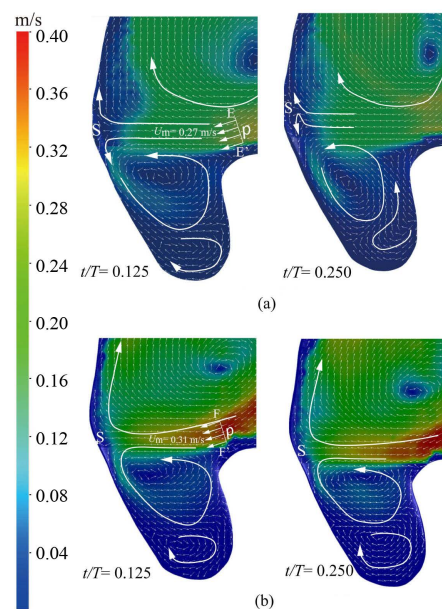 m/s
0.40
0.36
0.32
0.28
0.24
0.20
0.16
0.12
0.08
0.04
S
F
Um= 0.27 m/s
p
F'
t/T= 0.125
S
t/T= 0.250
(a)
S
F
Um= 0.31 m/s
p
F'
t/T= 0.125
S
t/T= 0.250
(b)